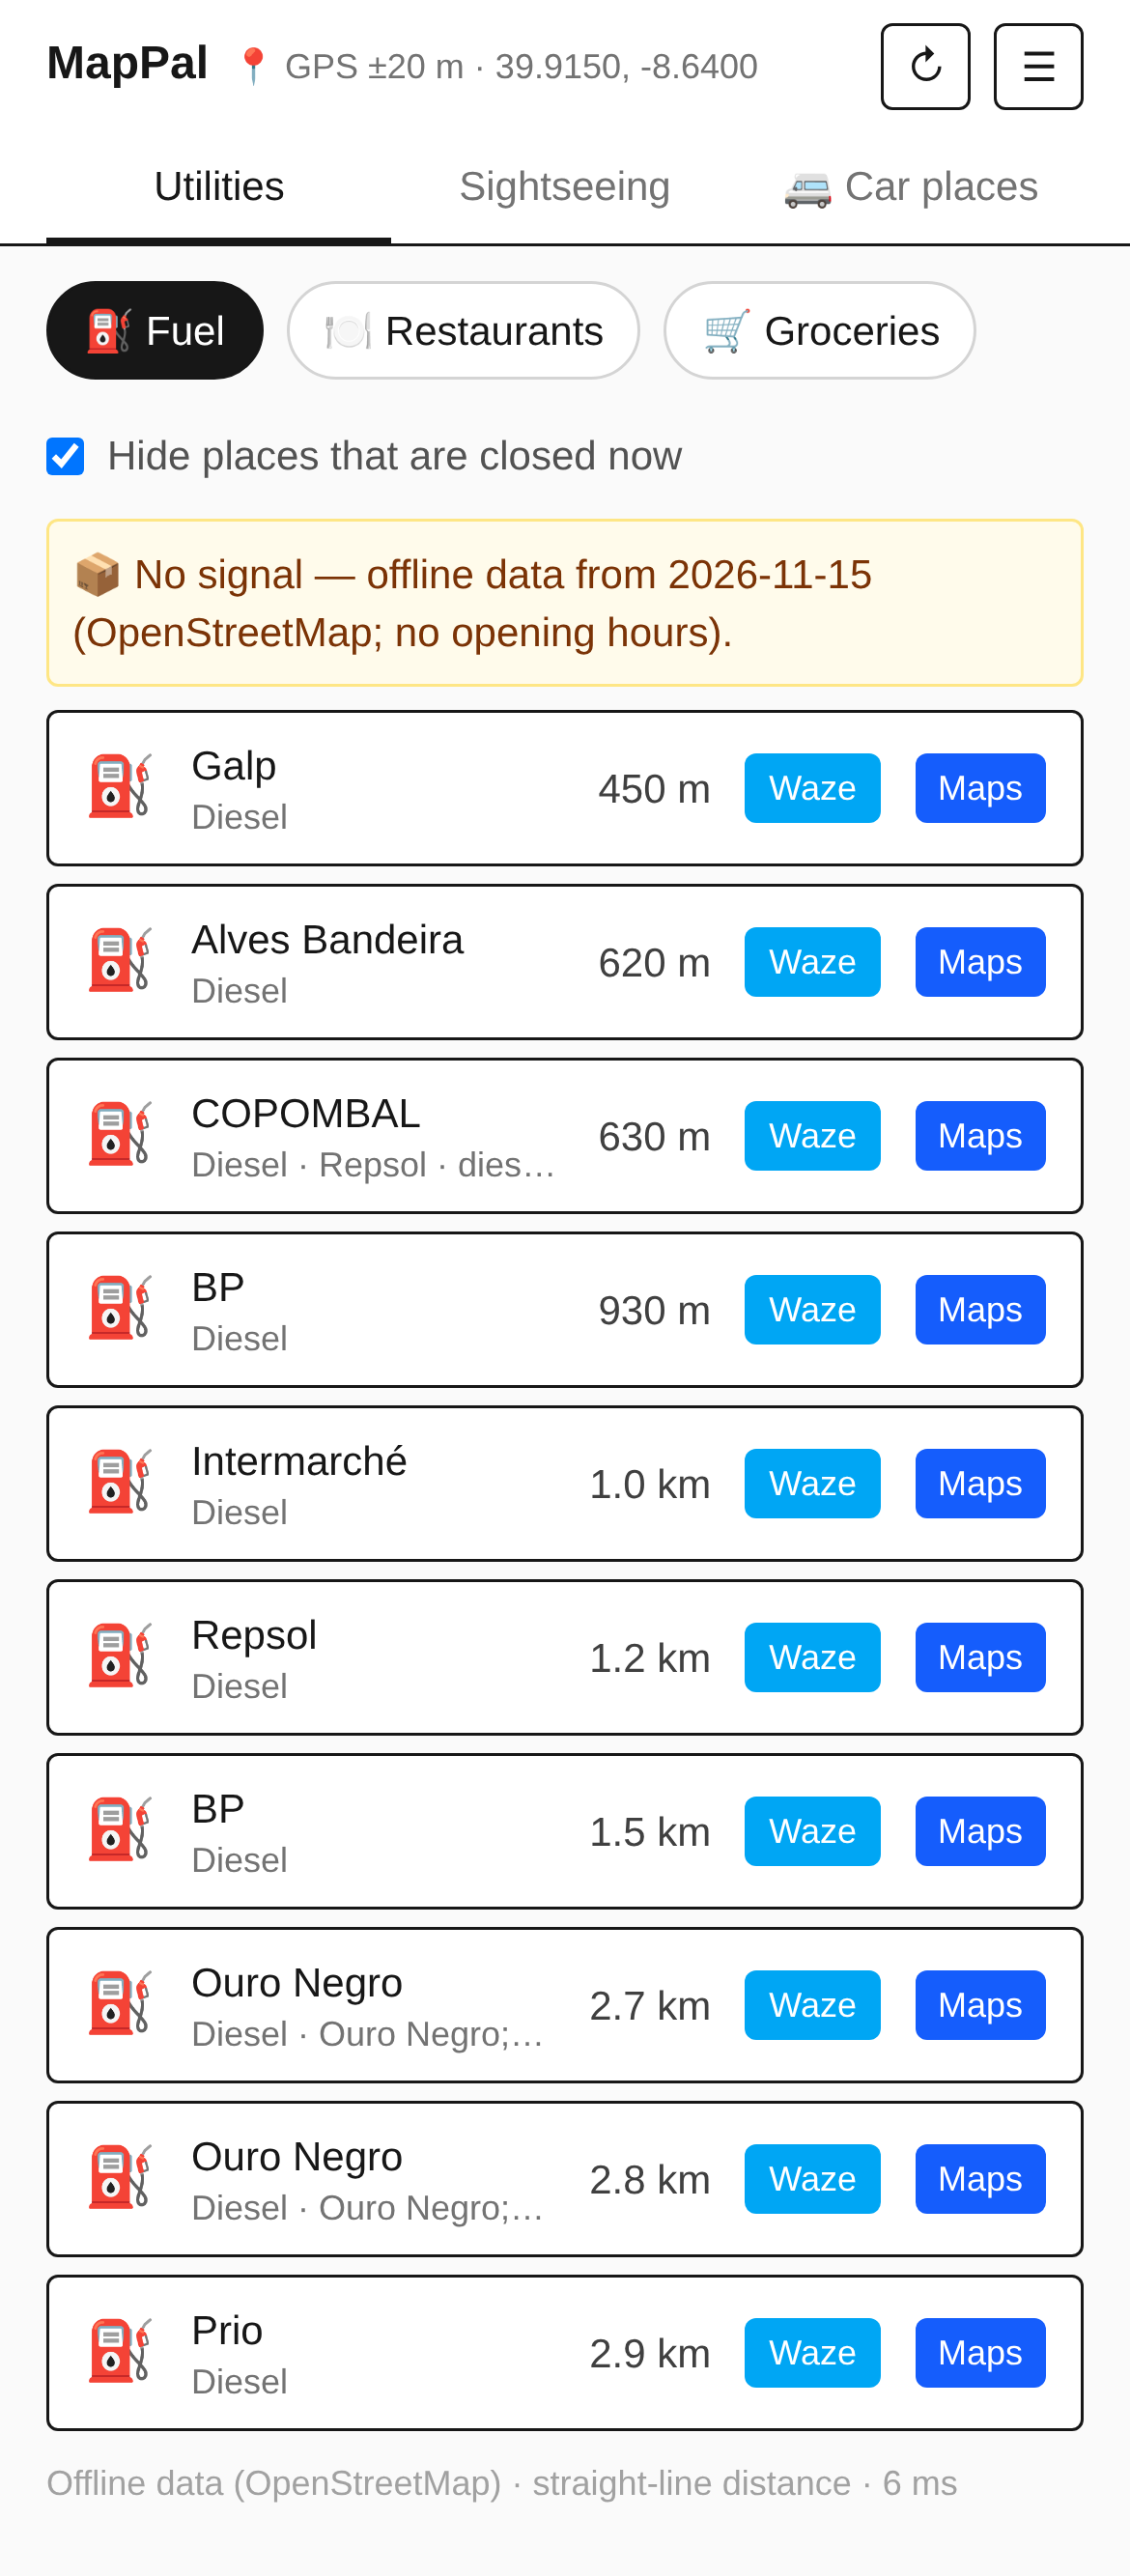 MapPal 📍 GPS ±20 m · 39.9150, -8.6400 ↻ ☰
Utilities Sightseeing 🚐 Car places
⛽ Fuel 🍽️ Restaurants 🛒 Groceries
Hide places that are closed now
📦 No signal — offline data from 2026-11-15
(OpenStreetMap; no opening hours).
Galp
Diesel
450 m Waze Maps
Alves Bandeira
Diesel
620 m Waze Maps
COPOMBAL
Diesel · Repsol · dies…
630 m Waze Maps
BP
Diesel
930 m Waze Maps
Intermarché
Diesel
1.0 km Waze Maps
Repsol
Diesel
1.2 km Waze Maps
BP
Diesel
1.5 km Waze Maps
Ouro Negro
Diesel · Ouro Negro;…
2.7 km Waze Maps
Ouro Negro
Diesel · Ouro Negro;…
2.8 km Waze Maps
Prio
Diesel
2.9 km Waze Maps
Offline data (OpenStreetMap) · straight-line distance · 6 ms